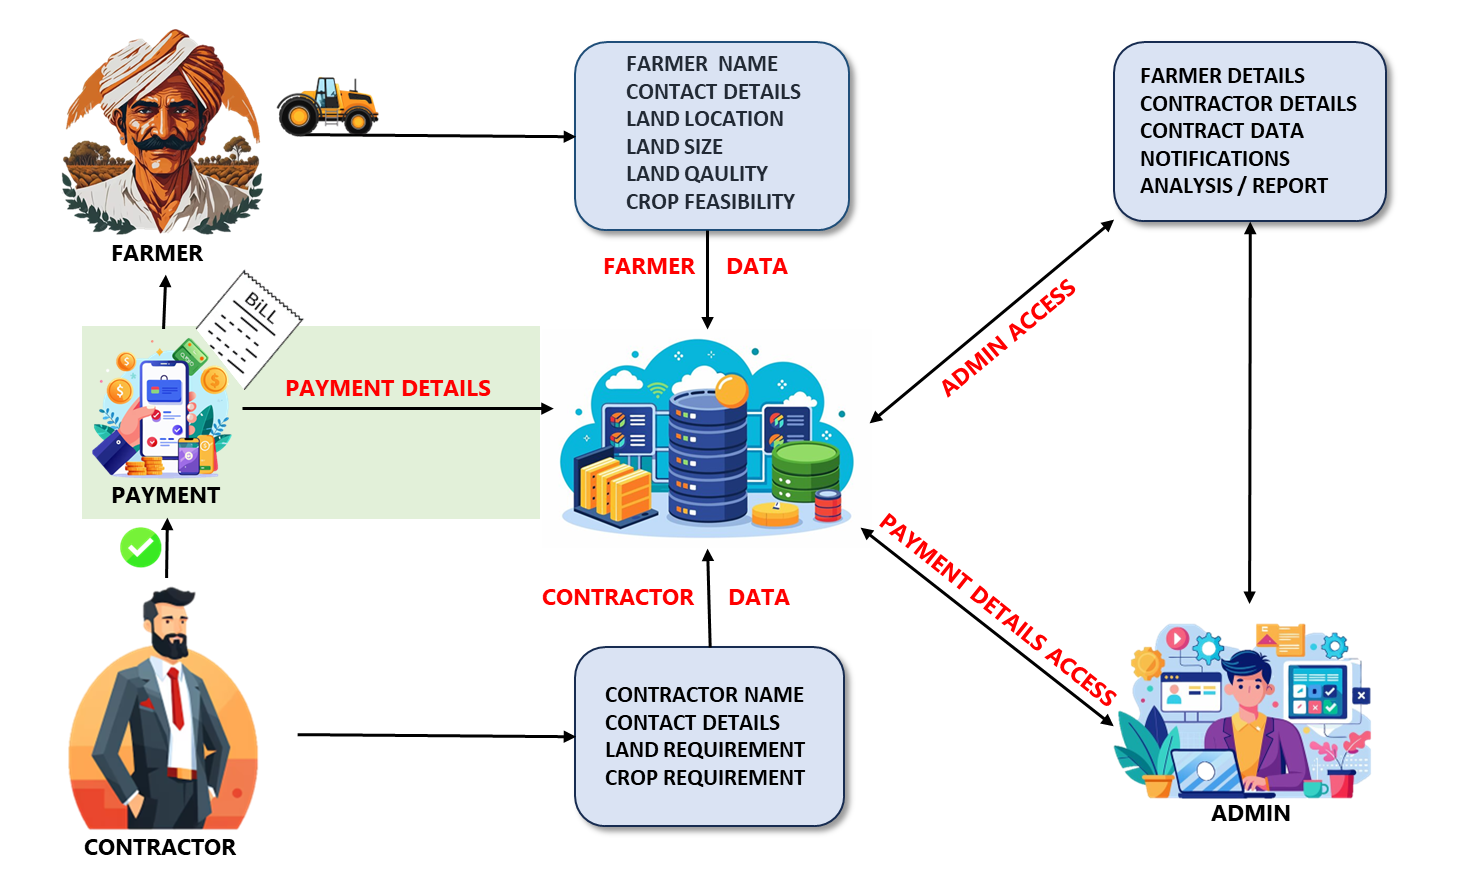 FARMER NAME
CONTACT DETAILS
LAND LOCATION
LAND SIZE
LAND QAULITY
CROP FEASIBILITY
FARMER DETAILS
CONTRACTOR DETAILS
CONTRACT DATA
NOTIFICATIONS
ANALYSIS / REPORT
FARMER
FARMER DATA
BiLL
ADMIN ACCESS
PAYMENT DETAILS
PAYMENT
PAYMENT DETAILS ACCESS
CONTRACTOR DATA
CONTRACTOR NAME
CONTACT DETAILS
LAND REQUIREMENT
CROP REQUIREMENT
ADMIN
CONTRACTOR